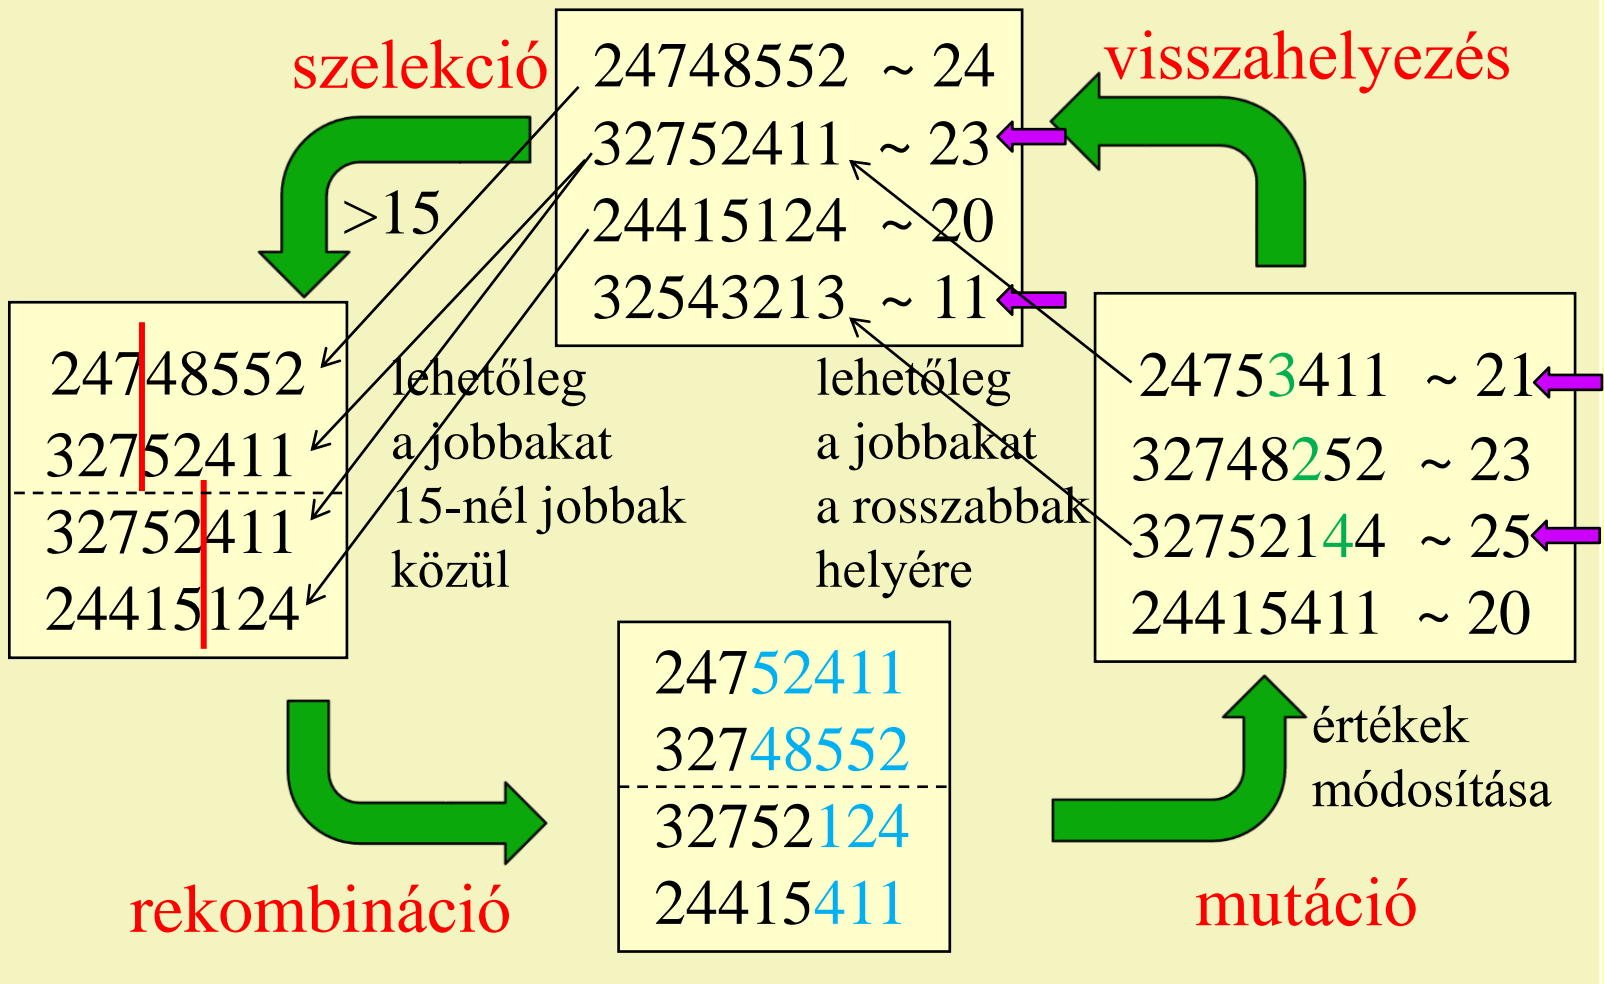 szelekció
24748552 ~ 24
32752411 ~ 23
24415124 ~ 20
32543213 ~ 11
visszahelyezés
>15
24748552
32752411
32752411
24415124
lehetőleg
a jobbakat
15-nél jobbak
közül
lehetőleg
a jobbakat
a rosszabbak
helyére
24753411 ~ 21
32748252 ~ 23
32752144 ~ 25
24415411 ~ 20
24752411
32748552
32752124
24415411
értékek
módosítása
rekombináció
mutáció